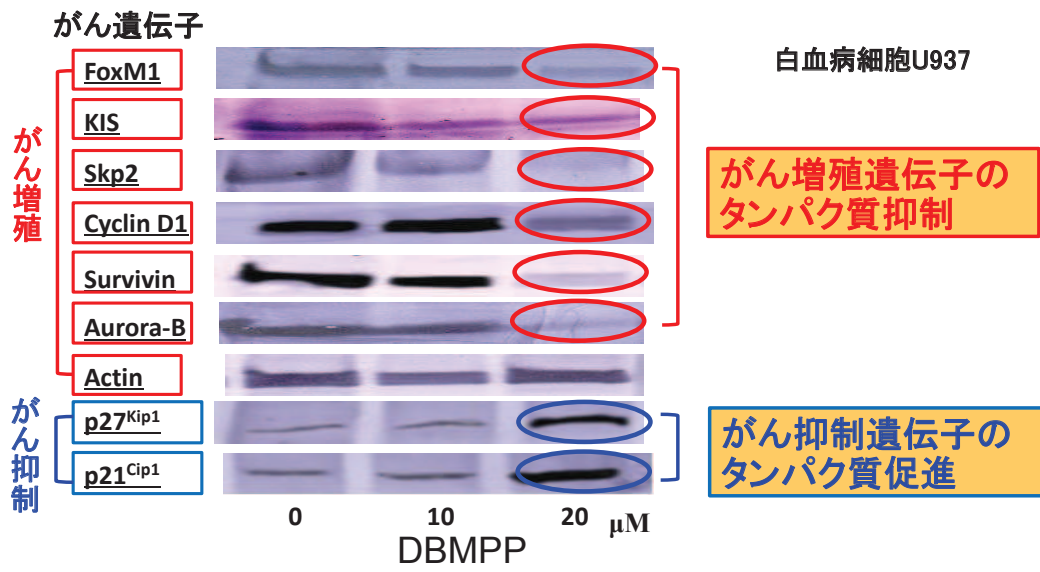 がん遺伝子
白血病細胞U937
がん増殖
FoxM1
KIS
Skp2
Cyclin D1
Survivin
Aurora-B
Actin
がん増殖遺伝子の
タンパク質抑制
がん抑制
p27Kip1
p21Cip1
がん抑制遺伝子の
タンパク質促進
0 10 20 μM
DBMPP